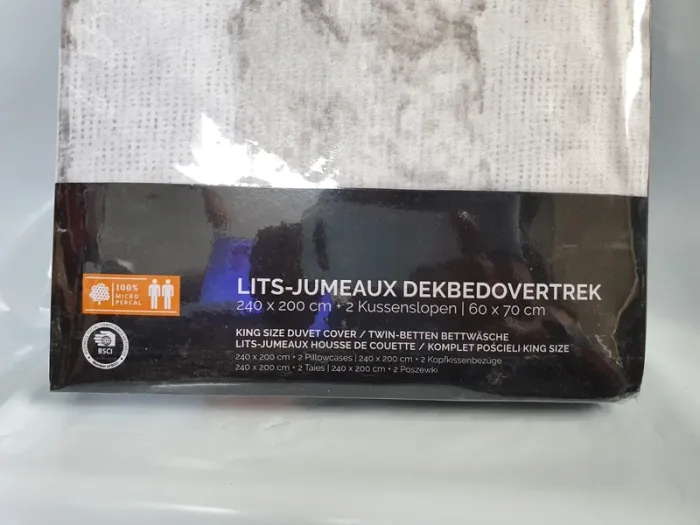 100%
MICRO
PERCAL
LITS-JUMEAUX DEKBEDOVERTREK
240 x 200 cm + 2 Kussenslopen | 60 x 70 cm
KING SIZE DUVET COVER / TWIN-BETTEN BETTWÄSCHE
LITS-JUMEAUX HOUSSE DE COUETTE / KOMPLET POŚCIELI KING SIZE
240 x 200 cm + 2 Pillowcases | 240 x 200 cm + 2 Kopfkissenbezüge
240 x 200 cm + 2 Taies | 240 x 200 cm + 2 Poszewki
BSCI